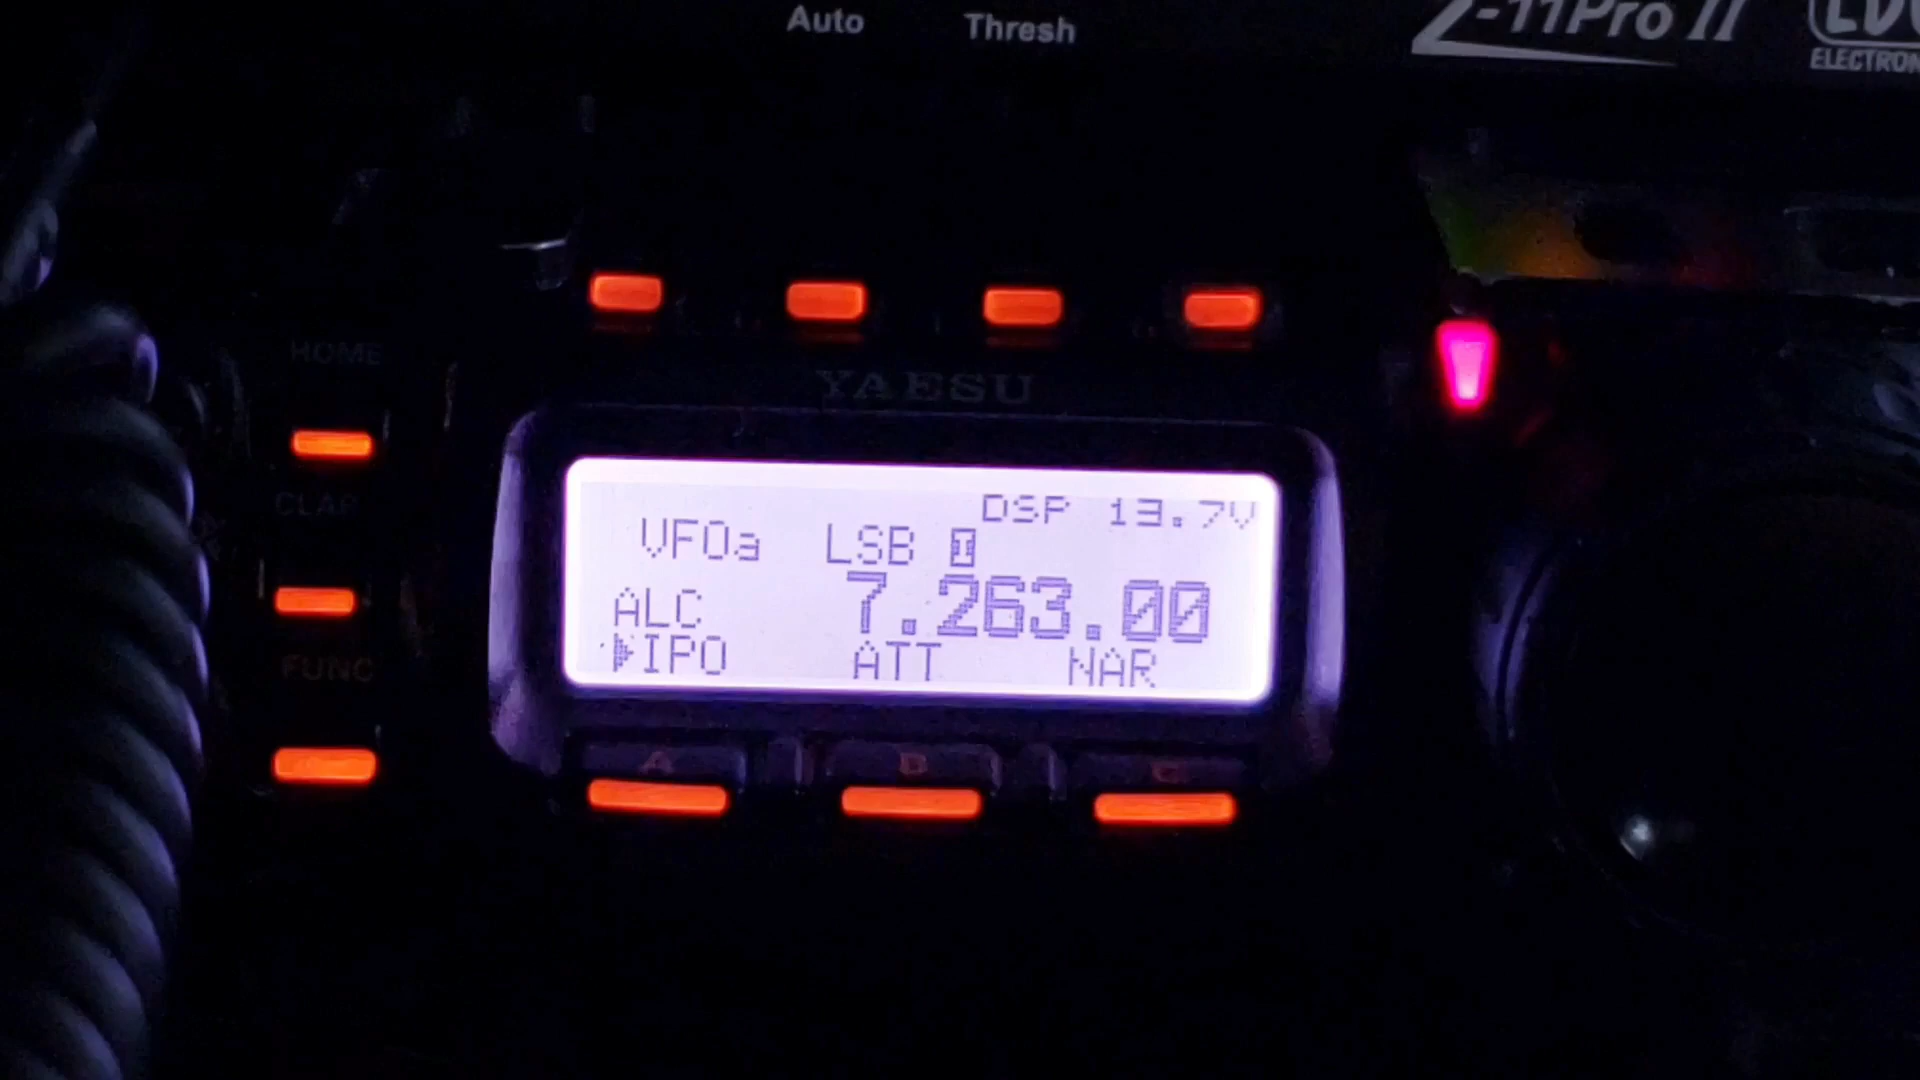 Auto Thresh
Z-11Pro II
LDG
ELECTRON
YAESU
HOME
CLAR
FUNC
DSP 13.7V
VFOa LSB I
ALC 7.263.00
IPO ATT NAR
A B C